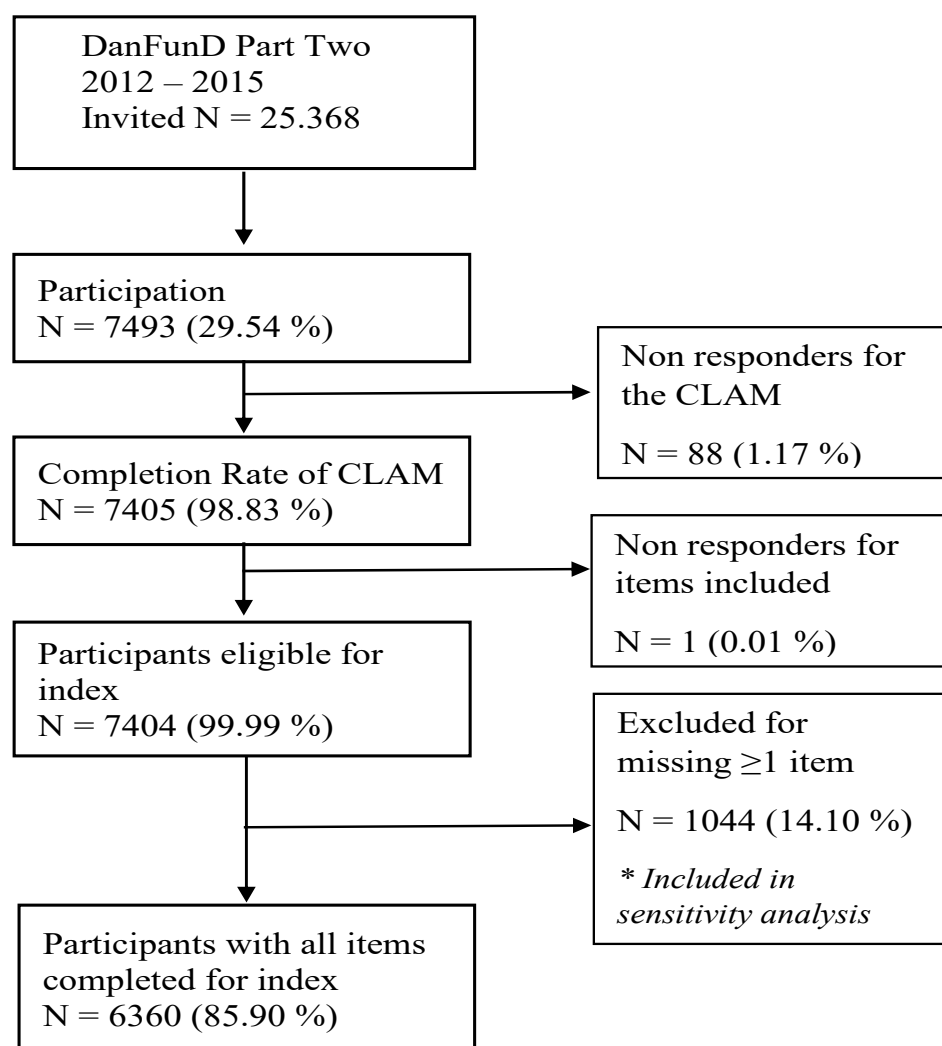 DanFunD Part Two
2012 – 2015
Invited N = 25.368
Participation
N = 7493 (29.54 %)
Non responders for
the CLAM
N = 88 (1.17 %)
Completion Rate of CLAM
N = 7405 (98.83 %)
Non responders for
items included
N = 1 (0.01 %)
Participants eligible for
index
N = 7404 (99.99 %)
Excluded for
missing ≥1 item
N = 1044 (14.10 %)
* Included in
sensitivity analysis
Participants with all items
completed for index
N = 6360 (85.90 %)